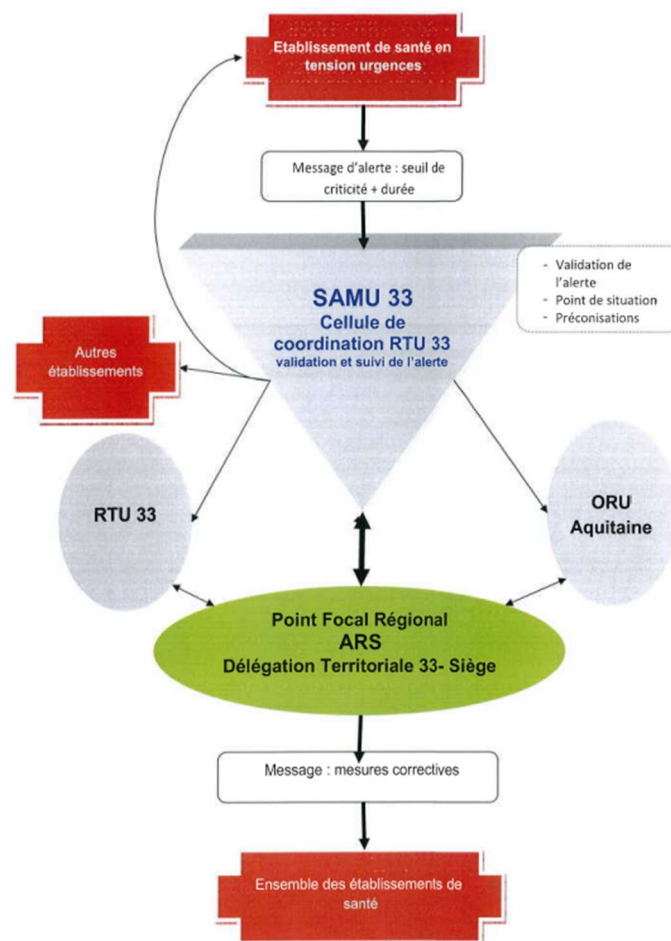 Etablissement de santé en
tension urgences
Message d'alerte : seuil de
criticité + durée
SAMU 33
Cellule de
coordination RTU 33
validation et suivi de l'alerte
- Validation de
l'alerte
- Point de situation
- Préconisations
Autres
établissements
RTU 33
ORU
Aquitaine
Point Focal Régional
ARS
Délégation Territoriale 33- Siège
Message : mesures correctives
Ensemble des établissements de
santé